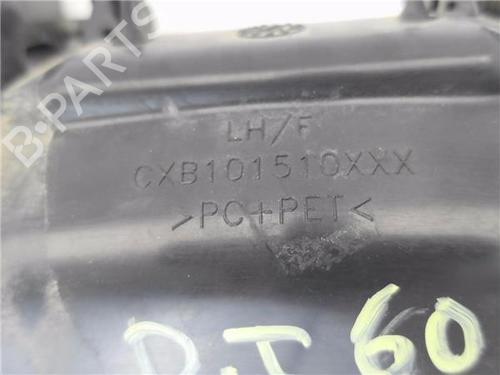 B-PARTS
LH/F
CXB101510XXX
>PC+PET<
D.I 60